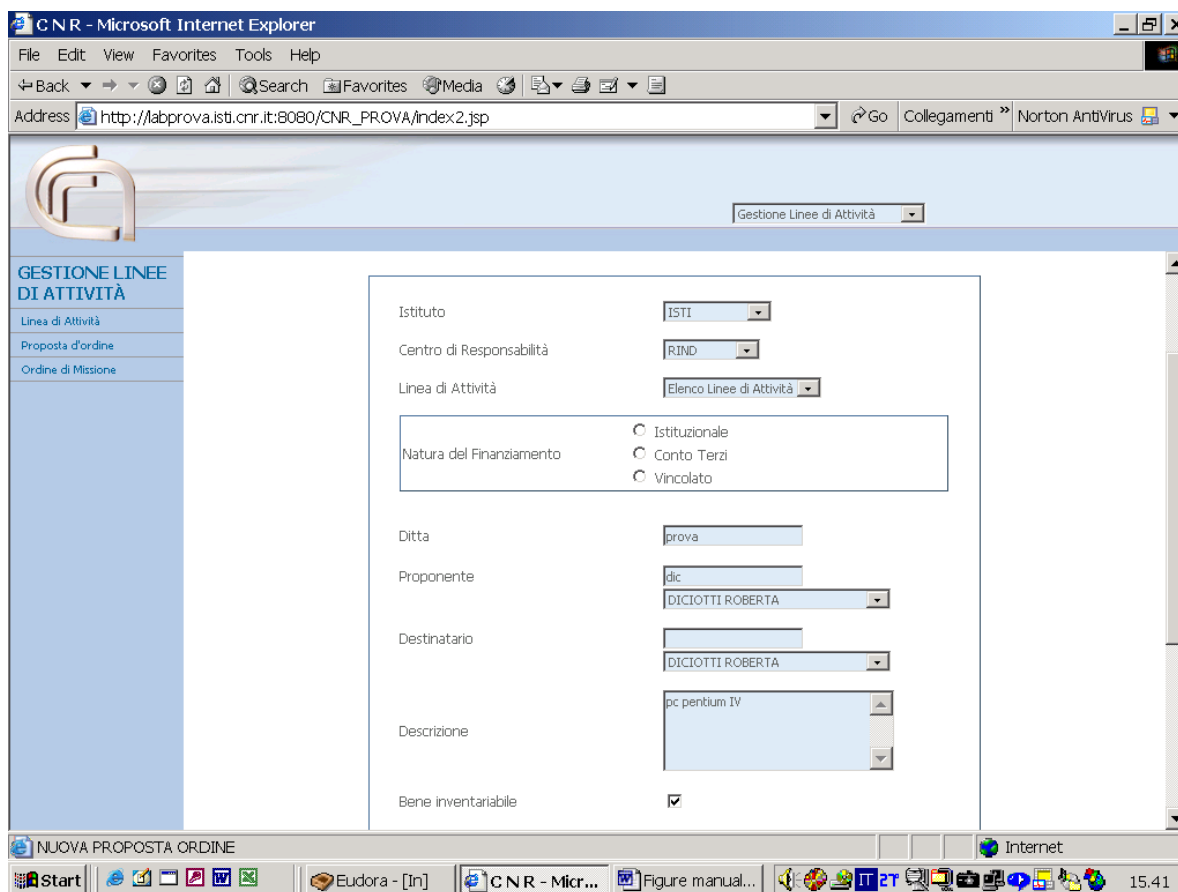 C N R - Microsoft Internet Explorer
File Edit View Favorites Tools Help
Back Search Favorites Media
Address http://labprova.isti.cnr.it:8080/CNR_PROVA/index2.jsp Go Collegamenti » Norton AntiVirus
Gestione Linee di Attività
GESTIONE LINEE
DI ATTIVITÀ
Linea di Attività
Proposta d'ordine
Ordine di Missione
Istituto ISTI
Centro di Responsabilità RIND
Linea di Attività Elenco Linee di Attività
Natura del Finanziamento
Istituzionale
Conto Terzi
Vincolato
Ditta prova
Proponente dic
DICIOTTI ROBERTA
Destinatario
DICIOTTI ROBERTA
Descrizione
pc pentium IV
Bene inventariabile
NUOVA PROPOSTA ORDINE Internet
Start Eudora - [In] C N R - Micr... Figure manual... IT 15.41